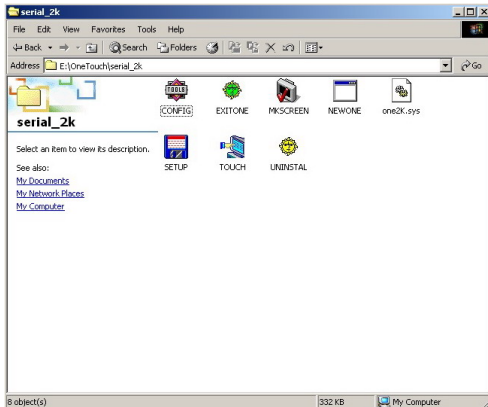 serial_2k
File Edit View Favorites Tools Help
Back Search Folders
Address E:\OneTouch\serial_2k Go
serial_2k
Select an item to view its description.
See also:
My Documents
My Network Places
My Computer
TOOLS
CONFIG EXITONE MKSCREEN NEWONE one2K.sys
SETUP TOUCH UNINSTAL
8 object(s) 332 KB My Computer